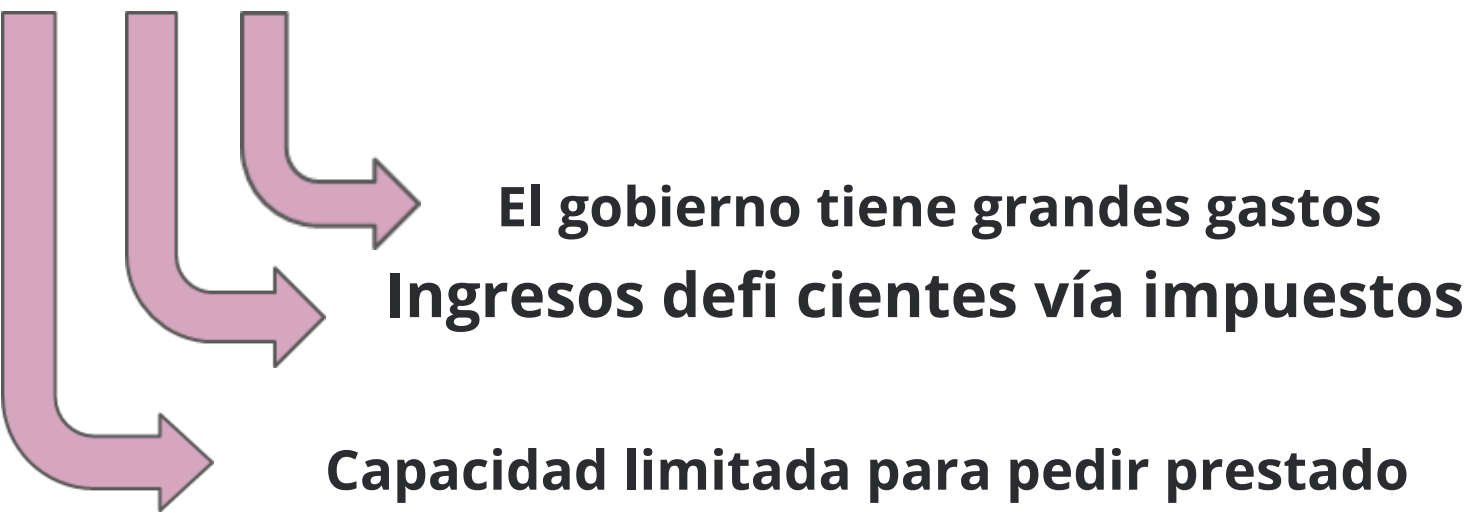 El gobierno tiene grandes gastos
Ingresos defi cientes vía impuestos
Capacidad limitada para pedir prestado